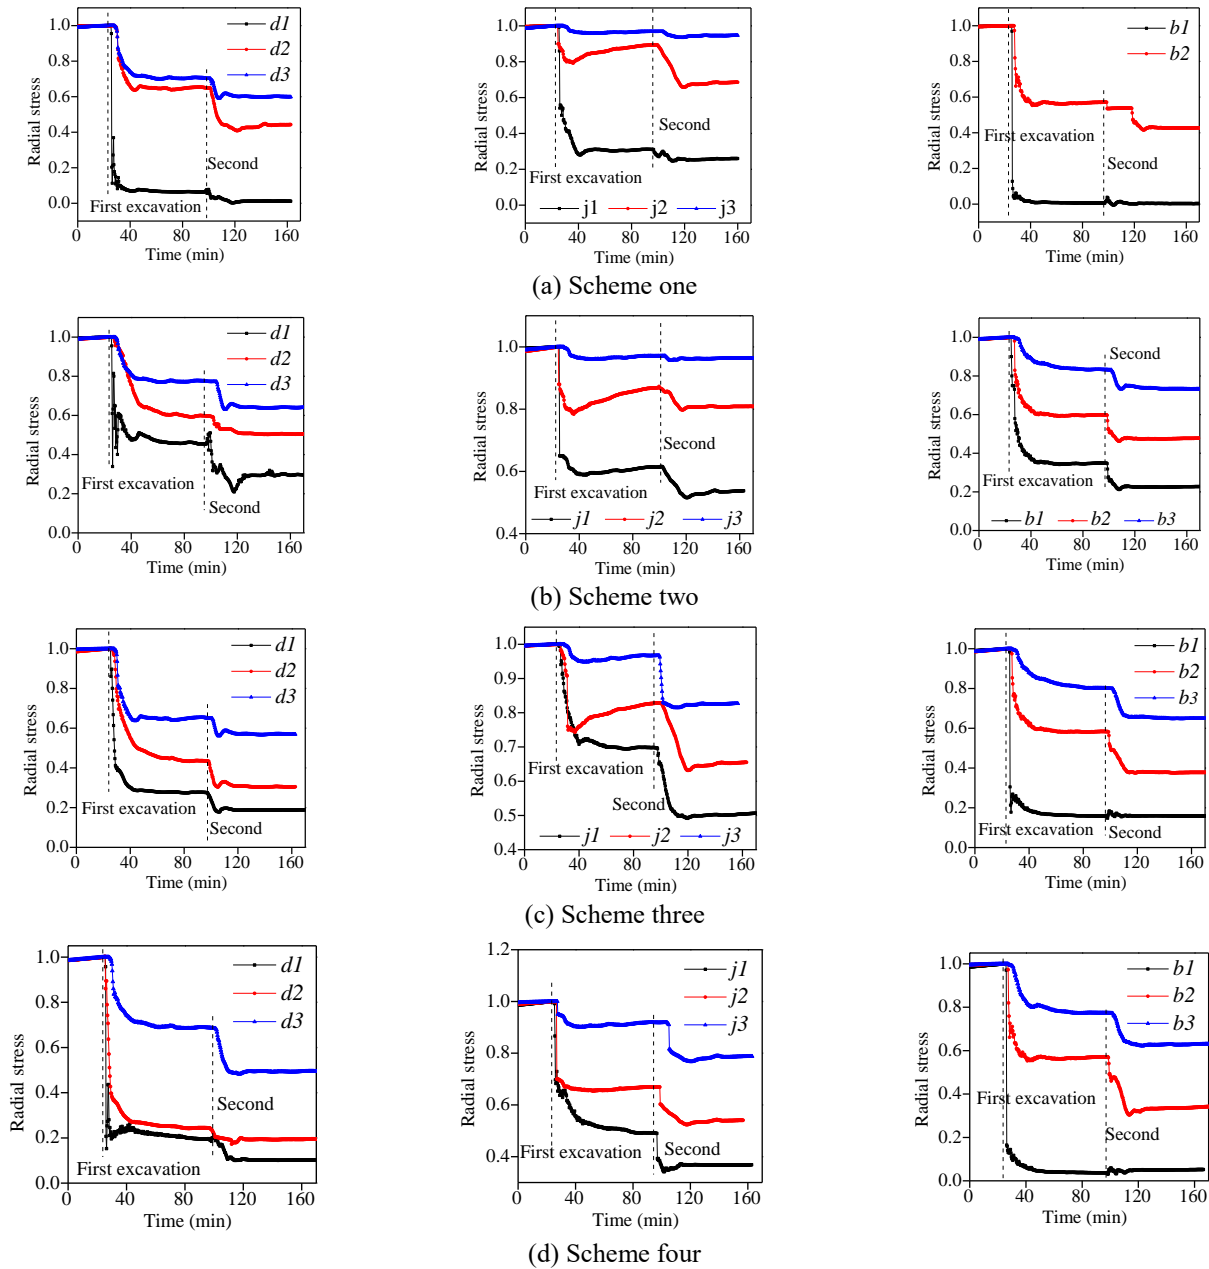 d1
d2
d3
Radial stress
1.0
0.8
0.6
0.4
0.2
0.0
First excavation
Second
0 40 80 120 160
Time (min)
Radial stress
1.0
0.8
0.6
0.4
0.2
0.0
First excavation
Second
j1 j2 j3
0 40 80 120 160
Time (min)
b1
b2
Radial stress
1.0
0.8
0.6
0.4
0.2
0.0
First excavation
Second
0 40 80 120 160
Time (min)
(a) Scheme one
d1
d2
d3
Radial stress
1.0
0.8
0.6
0.4
0.2
0.0
First excavation
Second
0 40 80 120 160
Time (min)
Radial stress
1.0
0.8
0.6
0.4
Second
First excavation
j1 j2 j3
0 40 80 120 160
Time (min)
Radial stress
1.0
0.8
0.6
0.4
0.2
0.0
Second
First excavation
b1 b2 b3
0 40 80 120 160
Time (min)
(b) Scheme two
d1
d2
d3
Radial stress
1.0
0.8
0.6
0.4
0.2
0.0
First excavation
Second
0 40 80 120 160
Time (min)
Radial stress
1.0
0.9
0.8
0.7
0.6
0.5
0.4
First excavation
Second
j1 j2 j3
0 40 80 120 160
Time (min)
b1
b2
b3
Radial stress
1.0
0.8
0.6
0.4
0.2
0.0
First excavation
Second
0 40 80 120 160
Time (min)
(c) Scheme three
d1
d2
d3
Radial stress
1.0
0.8
0.6
0.4
0.2
0.0
Second
First excavation
0 40 80 120 160
Time (min)
j1
j2
j3
Radial stress
1.2
1.0
0.8
0.6
0.4
First excavation
Second
0 40 80 120 160
Time (min)
b1
b2
b3
Radial stress
1.0
0.8
0.6
0.4
0.2
0.0
First excavation
Second
0 40 80 120 160
Time (min)
(d) Scheme four